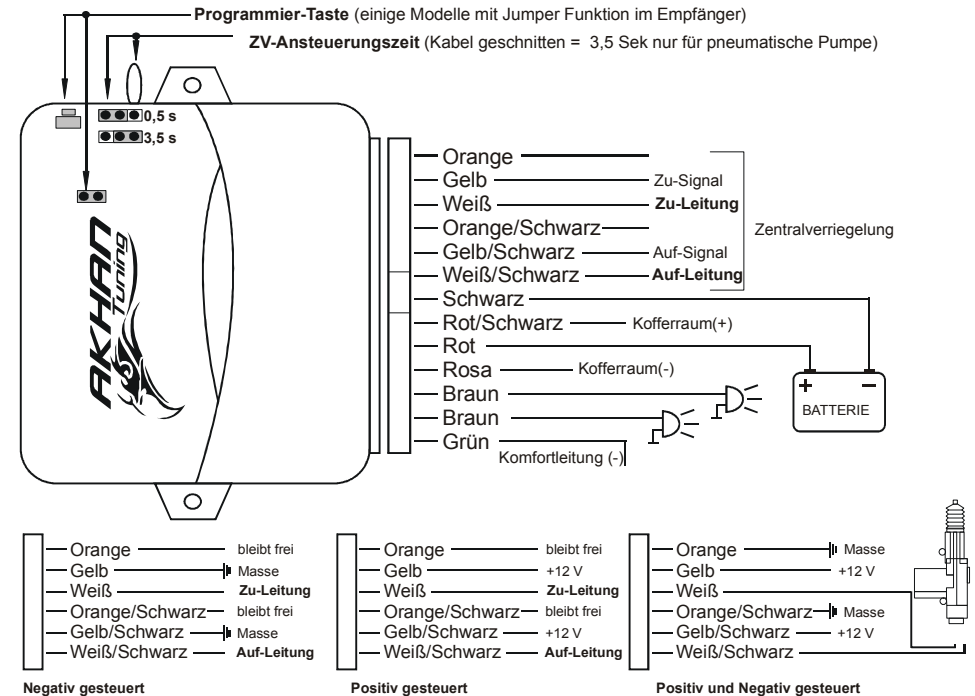 Programmier-Taste (einige Modelle mit Jumper Funktion im Empfänger)
ZV-Ansteuerungszeit (Kabel geschnitten = 3,5 Sek nur für pneumatische Pumpe)
0,5 s
3,5 s
AKHAN
Tuning
Orange
Gelb Zu-Signal
Weiß Zu-Leitung
Orange/Schwarz
Zentralverriegelung
Gelb/Schwarz Auf-Signal
Weiß/Schwarz Auf-Leitung
Schwarz
Rot/Schwarz Kofferraum(+)
Rot
Rosa Kofferraum(-)
Braun
Braun
Grün
Komfortleitung (-)
+ −
BATTERIE
Orange bleibt frei
Gelb Masse
Weiß Zu-Leitung
Orange/Schwarz bleibt frei
Gelb/Schwarz Masse
Weiß/Schwarz Auf-Leitung
Negativ gesteuert
Orange bleibt frei
Gelb +12 V
Weiß Zu-Leitung
Orange/Schwarz bleibt frei
Gelb/Schwarz +12 V
Weiß/Schwarz Auf-Leitung
Positiv gesteuert
Orange Masse
Gelb +12 V
Weiß
Orange/Schwarz Masse
Gelb/Schwarz +12 V
Weiß/Schwarz
Positiv und Negativ gesteuert